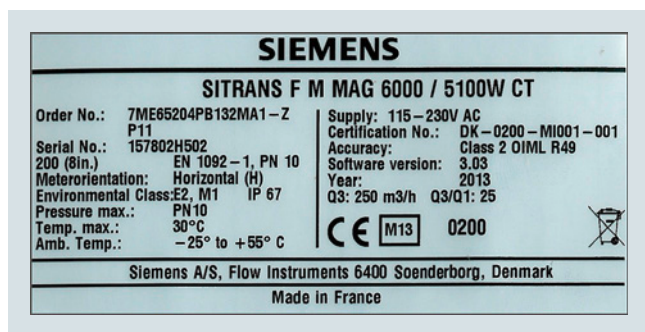 SIEMENS
SITRANS F M MAG 6000 / 5100W CT
Order No.: 7ME65204PB132MA1-Z
P11
Serial No.: 157802H502
200 (8in.) EN 1092-1, PN 10
Meterorientation: Horizontal (H)
Environmental Class:E2, M1 IP 67
Pressure max.: PN10
Temp. max.: 30°C
Amb. Temp.: -25° to +55° C
Supply: 115-230V AC
Certification No.: DK-0200-MI001-001
Accuracy: Class 2 OIML R49
Software version: 3.03
Year: 2013
Q3: 250 m3/h Q3/Q1: 25
CE M13 0200
Siemens A/S, Flow Instruments 6400 Soenderborg, Denmark
Made in France